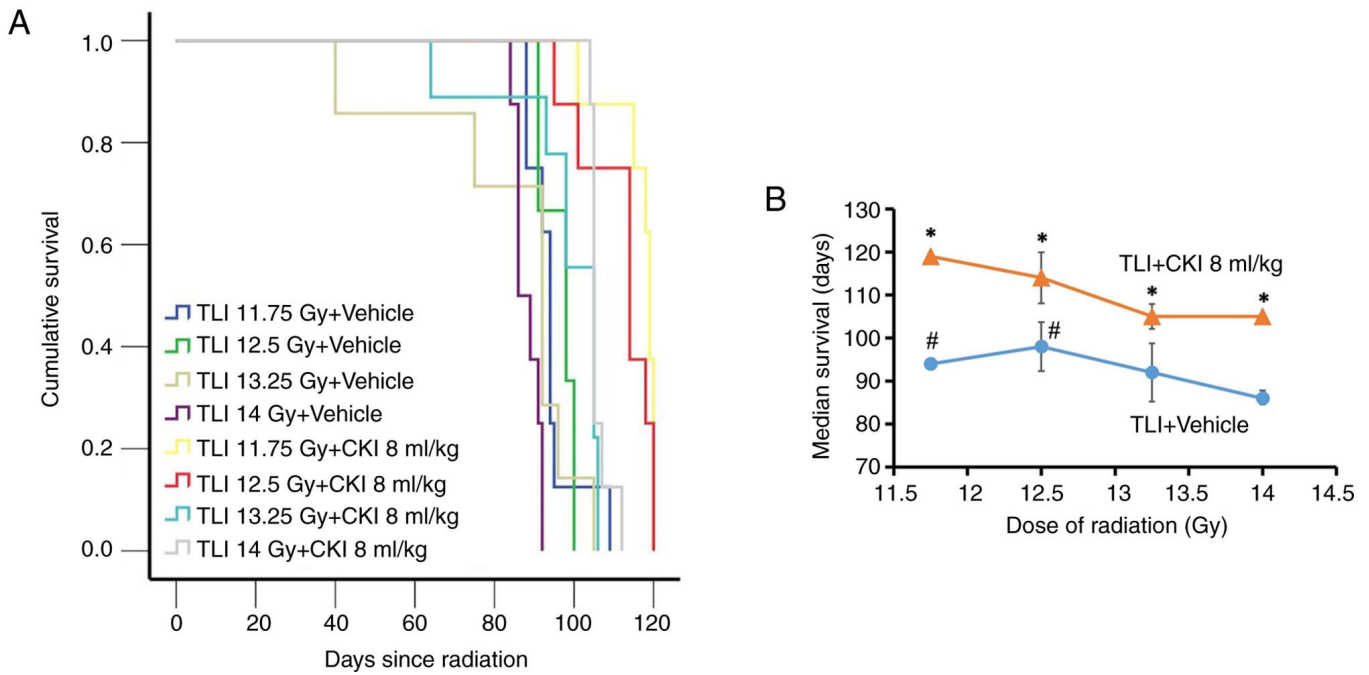 A
Cumulative survival
1.0
0.8
0.6
0.4
0.2
0.0
TLI 11.75 Gy+Vehicle
TLI 12.5 Gy+Vehicle
TLI 13.25 Gy+Vehicle
TLI 14 Gy+Vehicle
TLI 11.75 Gy+CKI 8 ml/kg
TLI 12.5 Gy+CKI 8 ml/kg
TLI 13.25 Gy+CKI 8 ml/kg
TLI 14 Gy+CKI 8 ml/kg
0 20 40 60 80 100 120
Days since radiation
B
Median survival (days)
130
120
110
100
90
80
70
* * * *
TLI+CKI 8 ml/kg
# #
TLI+Vehicle
11.5 12 12.5 13 13.5 14 14.5
Dose of radiation (Gy)